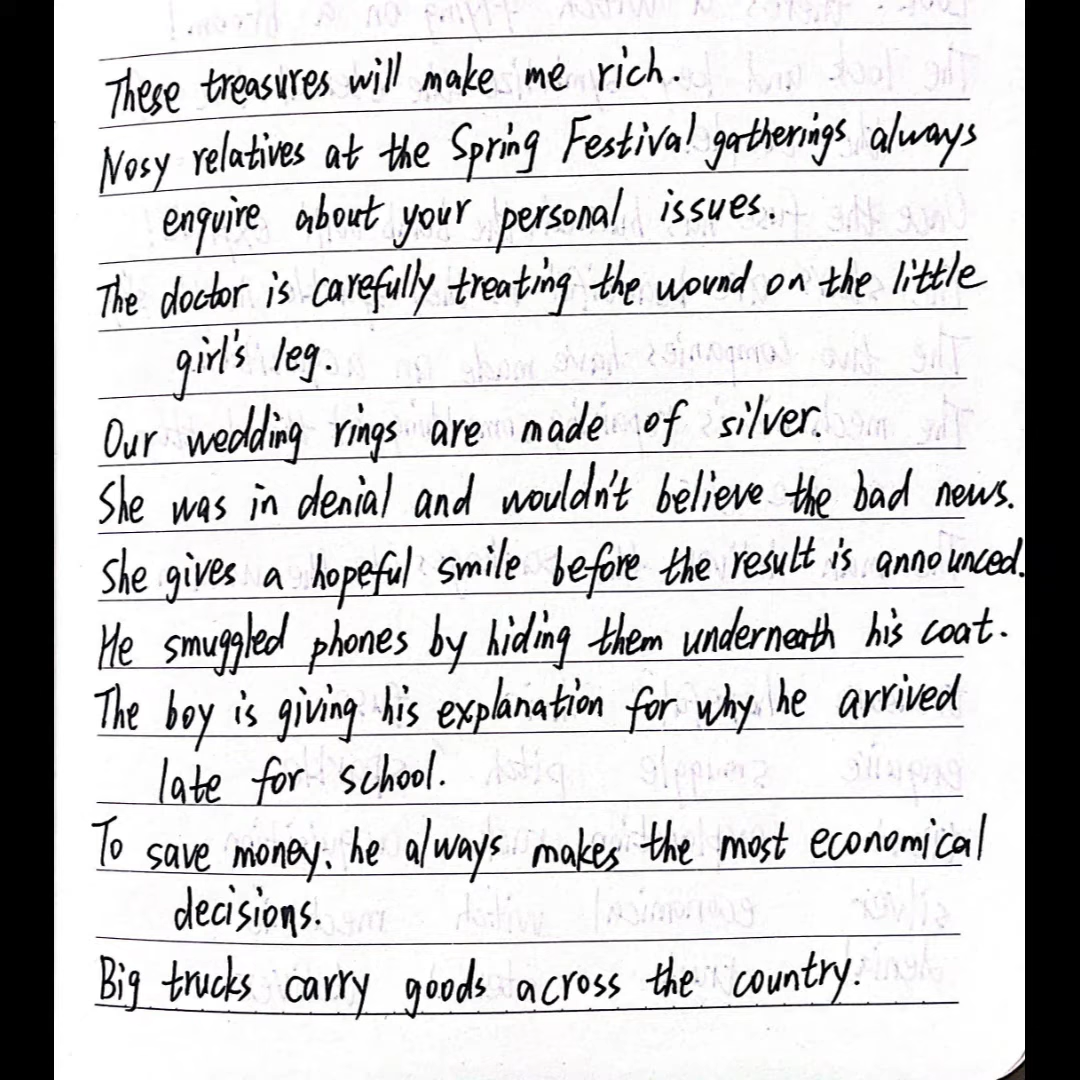 These treasures will make me rich.
Nosy relatives at the Spring Festival gatherings always
enquire about your personal issues.
The doctor is carefully treating the wound on the little
girl's leg.
Our wedding rings are made of silver.
She was in denial and wouldn't believe the bad news.
She gives a hopeful smile before the result is announced.
He smuggled phones by hiding them underneath his coat.
The boy is giving his explanation for why he arrived
late for school.
To save money, he always makes the most economical
decisions.
Big trucks carry goods across the country.